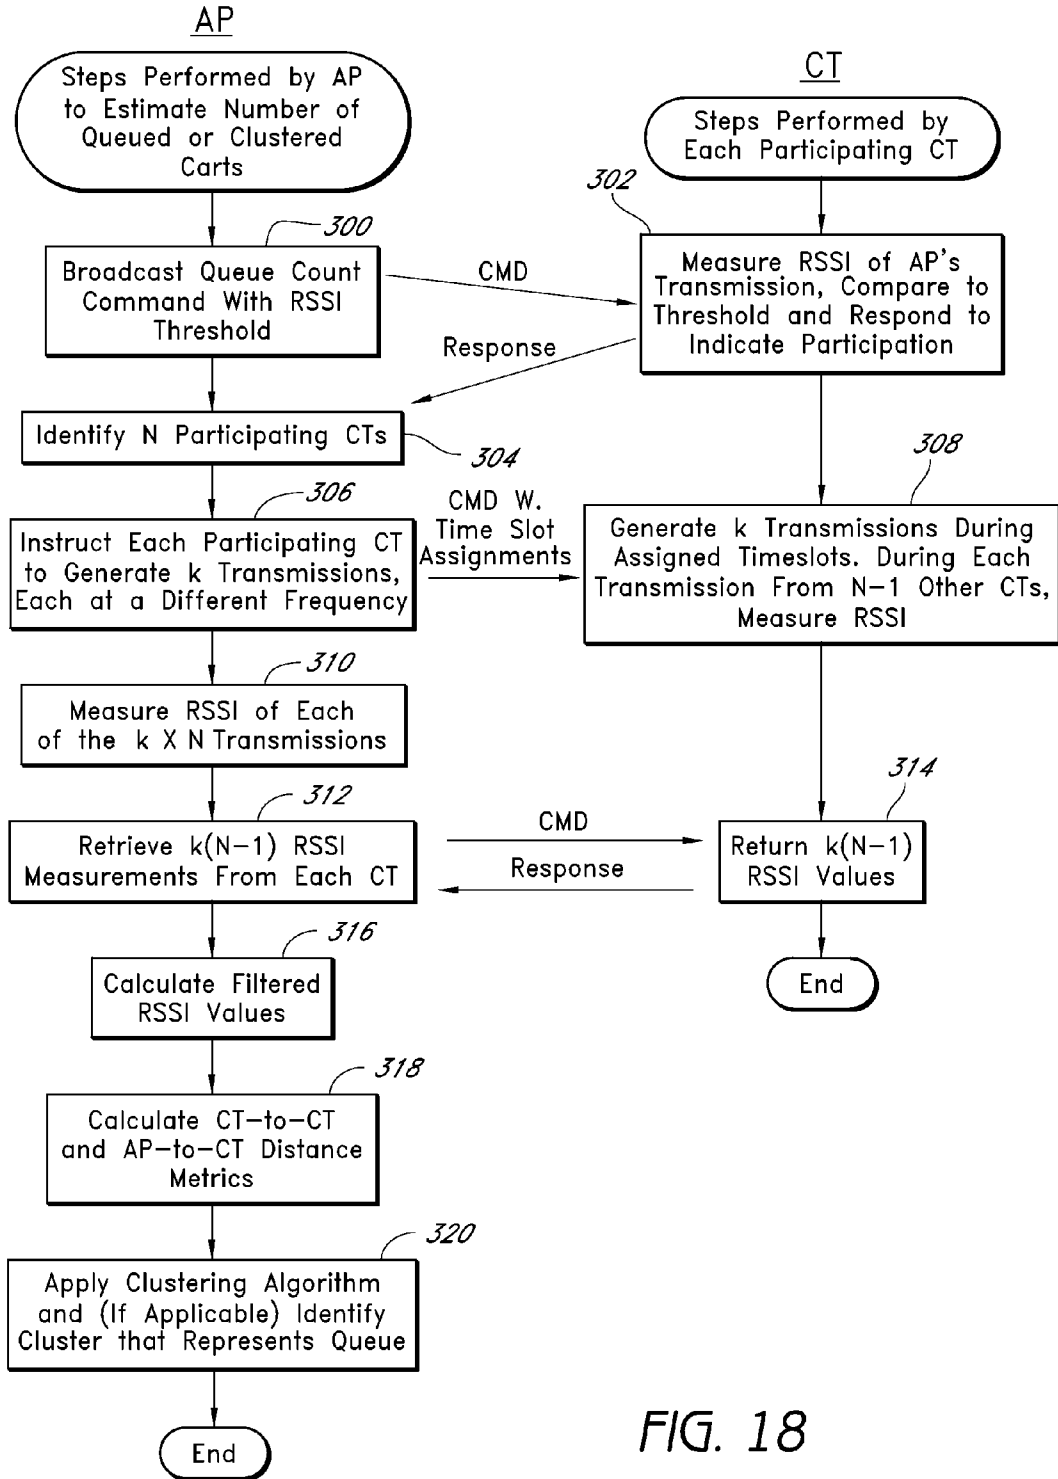 AP
Steps Performed by AP
to Estimate Number of
Queued or Clustered
Carts
CT
Steps Performed by
Each Participating CT
300
Broadcast Queue Count
Command With RSSI
Threshold
CMD
302
Measure RSSI of AP's
Transmission, Compare to
Threshold and Respond to
Indicate Participation
Response
Identify N Participating CTs
304
306
Instruct Each Participating CT
to Generate k Transmissions,
Each at a Different Frequency
CMD W.
Time Slot
Assignments
308
Generate k Transmissions During
Assigned Timeslots. During Each
Transmission From N-1 Other CTs,
Measure RSSI
310
Measure RSSI of Each
of the k X N Transmissions
312
Retrieve k(N-1) RSSI
Measurements From Each CT
CMD
Response
314
Return k(N-1)
RSSI Values
End
316
Calculate Filtered
RSSI Values
318
Calculate CT-to-CT
and AP-to-CT Distance
Metrics
320
Apply Clustering Algorithm
and (If Applicable) Identify
Cluster that Represents Queue
End
FIG. 18